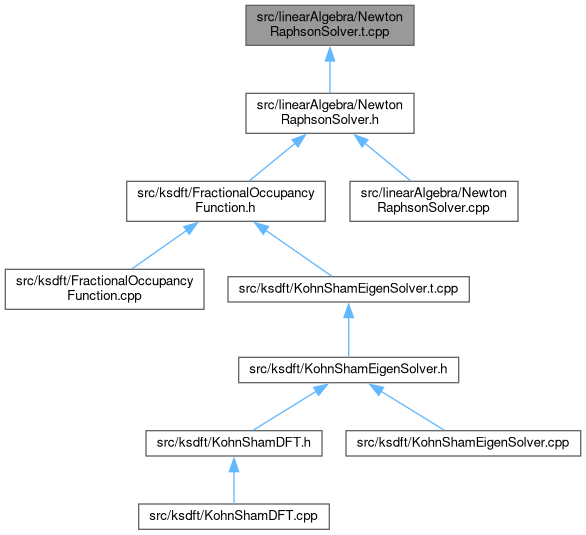 src/linearAlgebra/Newton
RaphsonSolver.t.cpp
src/linearAlgebra/Newton
RaphsonSolver.h
src/ksdft/FractionalOccupancy
Function.h
src/linearAlgebra/Newton
RaphsonSolver.cpp
src/ksdft/FractionalOccupancy
Function.cpp
src/ksdft/KohnShamEigenSolver.t.cpp
src/ksdft/KohnShamEigenSolver.h
src/ksdft/KohnShamDFT.h
src/ksdft/KohnShamEigenSolver.cpp
src/ksdft/KohnShamDFT.cpp